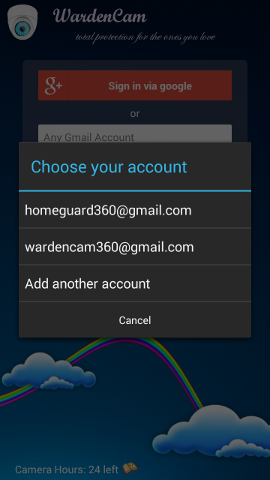 WardenCam
total protection for the ones you love
g+ Sign in via google
or
Any Gmail Account
Choose your account
homeguard360@gmail.com
wardencam360@gmail.com
Add another account
Cancel
Camera Hours: 24 left